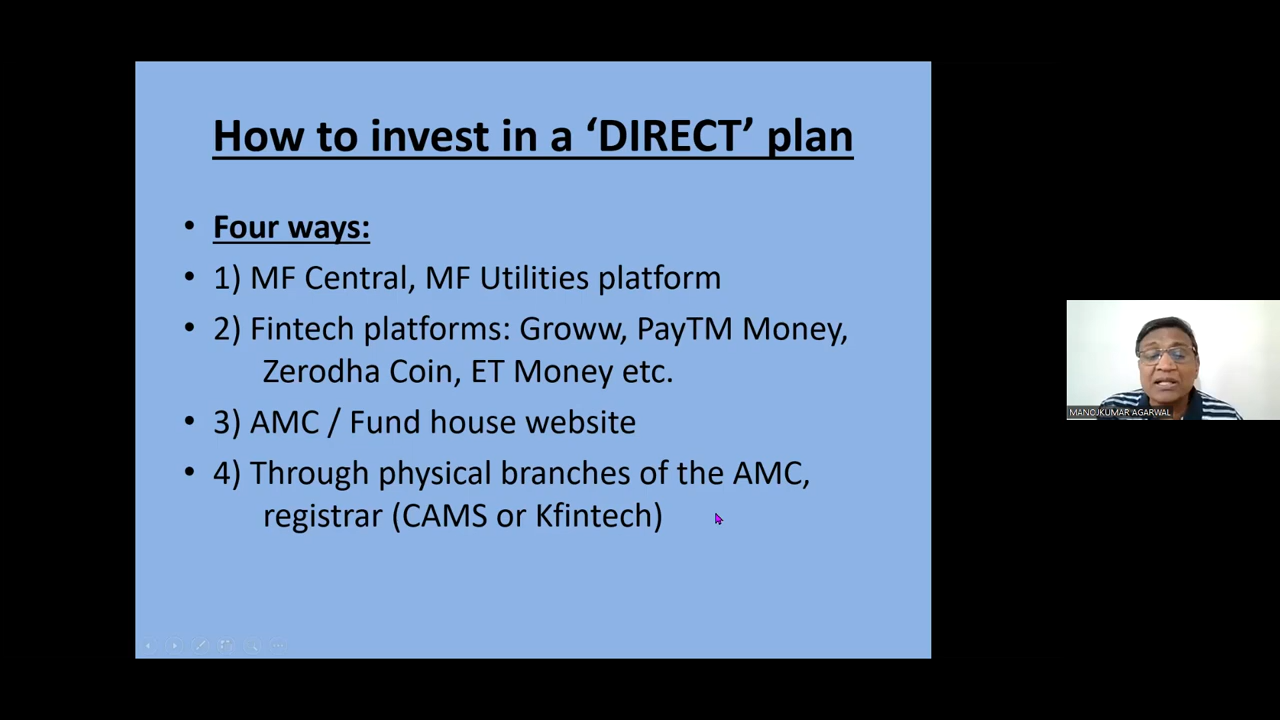 How to invest in a ‘DIRECT’ plan
• Four ways:
• 1) MF Central, MF Utilities platform
• 2) Fintech platforms: Groww, PayTM Money,
Zerodha Coin, ET Money etc.
• 3) AMC / Fund house website
• 4) Through physical branches of the AMC,
registrar (CAMS or Kfintech)
MANOJKUMAR AGARWAL